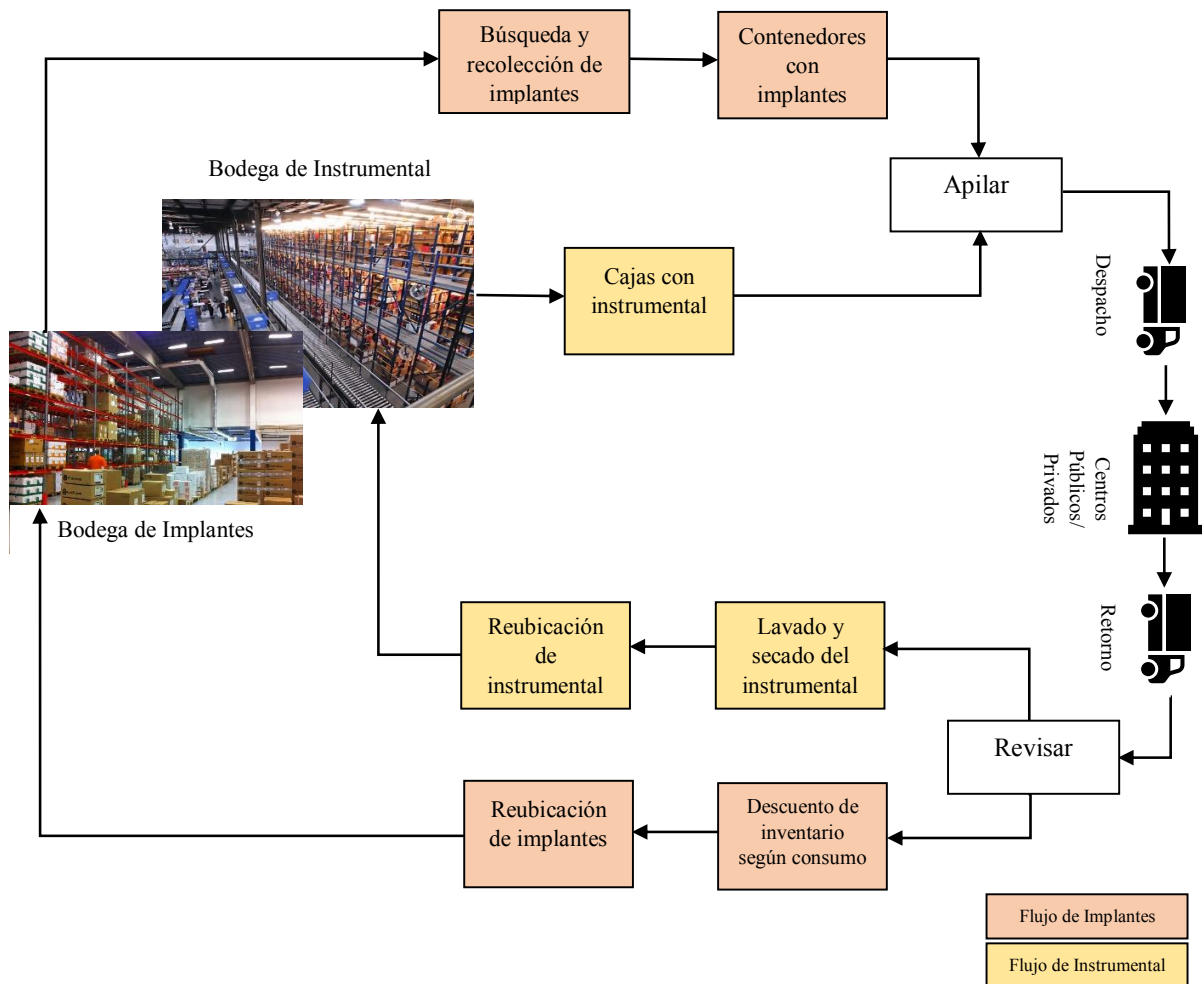 Búsqueda y
recolección de
implantes
Contenedores
con
implantes
Bodega de Instrumental
Apilar
Cajas con
instrumental
Despacho
Bodega de Implantes
Centros
Públicos/
Privados
Reubicación
de
instrumental
Lavado y
secado del
instrumental
Retorno
Revisar
Reubicación
de implantes
Descuento de
inventario
según consumo
Flujo de Implantes
Flujo de Instrumental